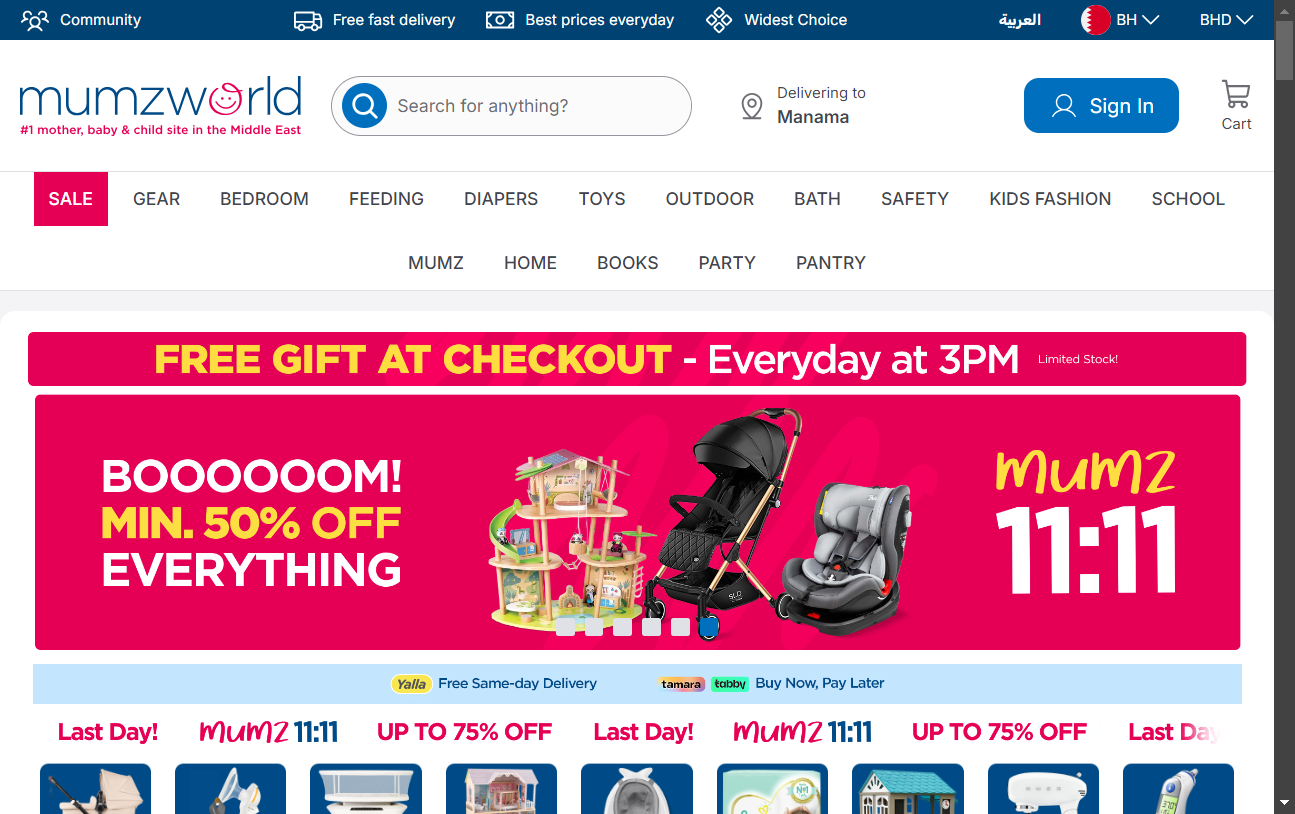 Community
Free fast delivery
Best prices everyday
Widest Choice
العربية
BH
BHD
mumzworld
#1 mother, baby & child site in the Middle East
Search for anything?
Delivering to
Manama
Sign In
Cart
SALE GEAR BEDROOM FEEDING DIAPERS TOYS OUTDOOR BATH SAFETY KIDS FASHION SCHOOL
MUMZ HOME BOOKS PARTY PANTRY
FREE GIFT AT CHECKOUT - Everyday at 3PM Limited Stock!
BOOOOOOM!
MIN. 50% OFF
EVERYTHING
mumz
11:11
Yalla Free Same-day Delivery
tamara tabby Buy Now, Pay Later
Last Day! mumz 11:11 UP TO 75% OFF Last Day! mumz 11:11 UP TO 75% OFF Last Day